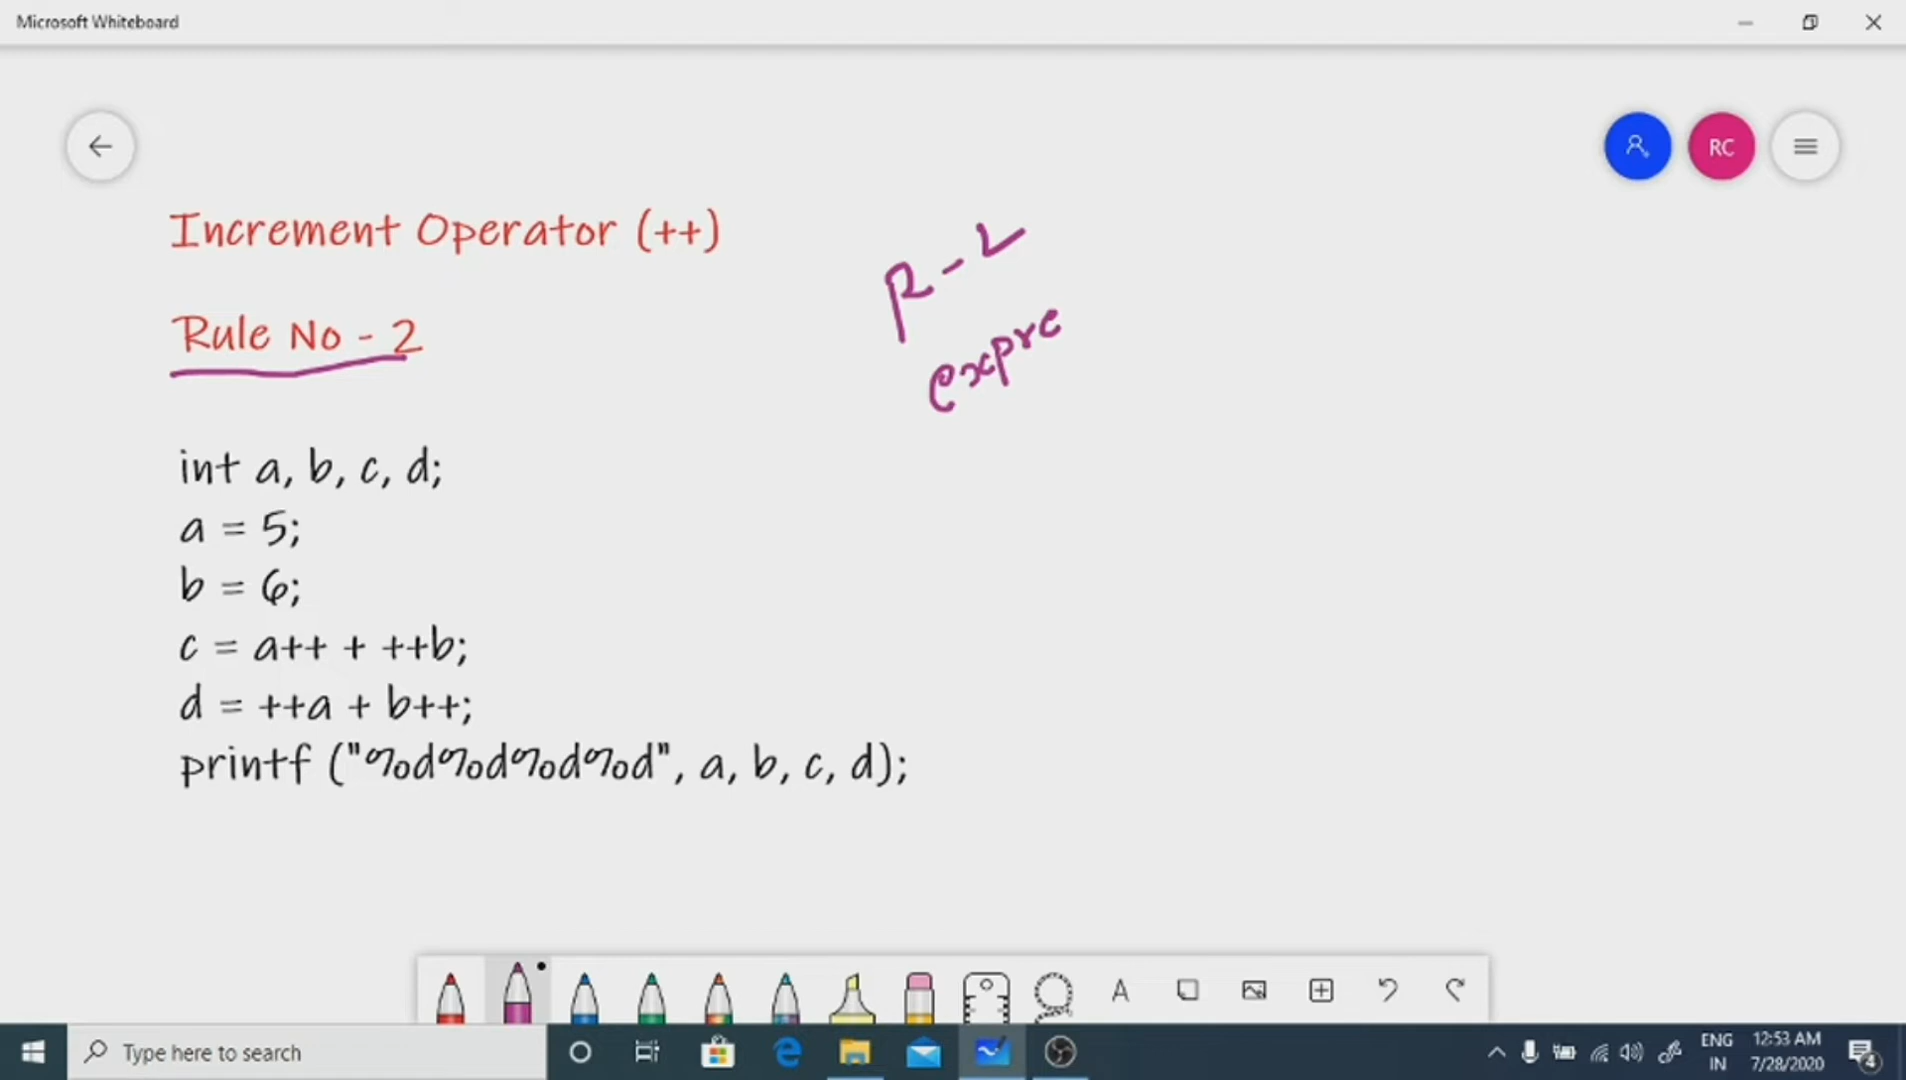 Microsoft Whiteboard
RC
Increment Operator (++)
R-2
Rule No - 2
expre
int a, b, c, d;
a = 5;
b = 6;
c = a++ + ++b;
d = ++a + b++;
printf ("%d%d%d%d", a, b, c, d);
A
Type here to search
ENG
IN
12:53 AM
7/28/2020
4